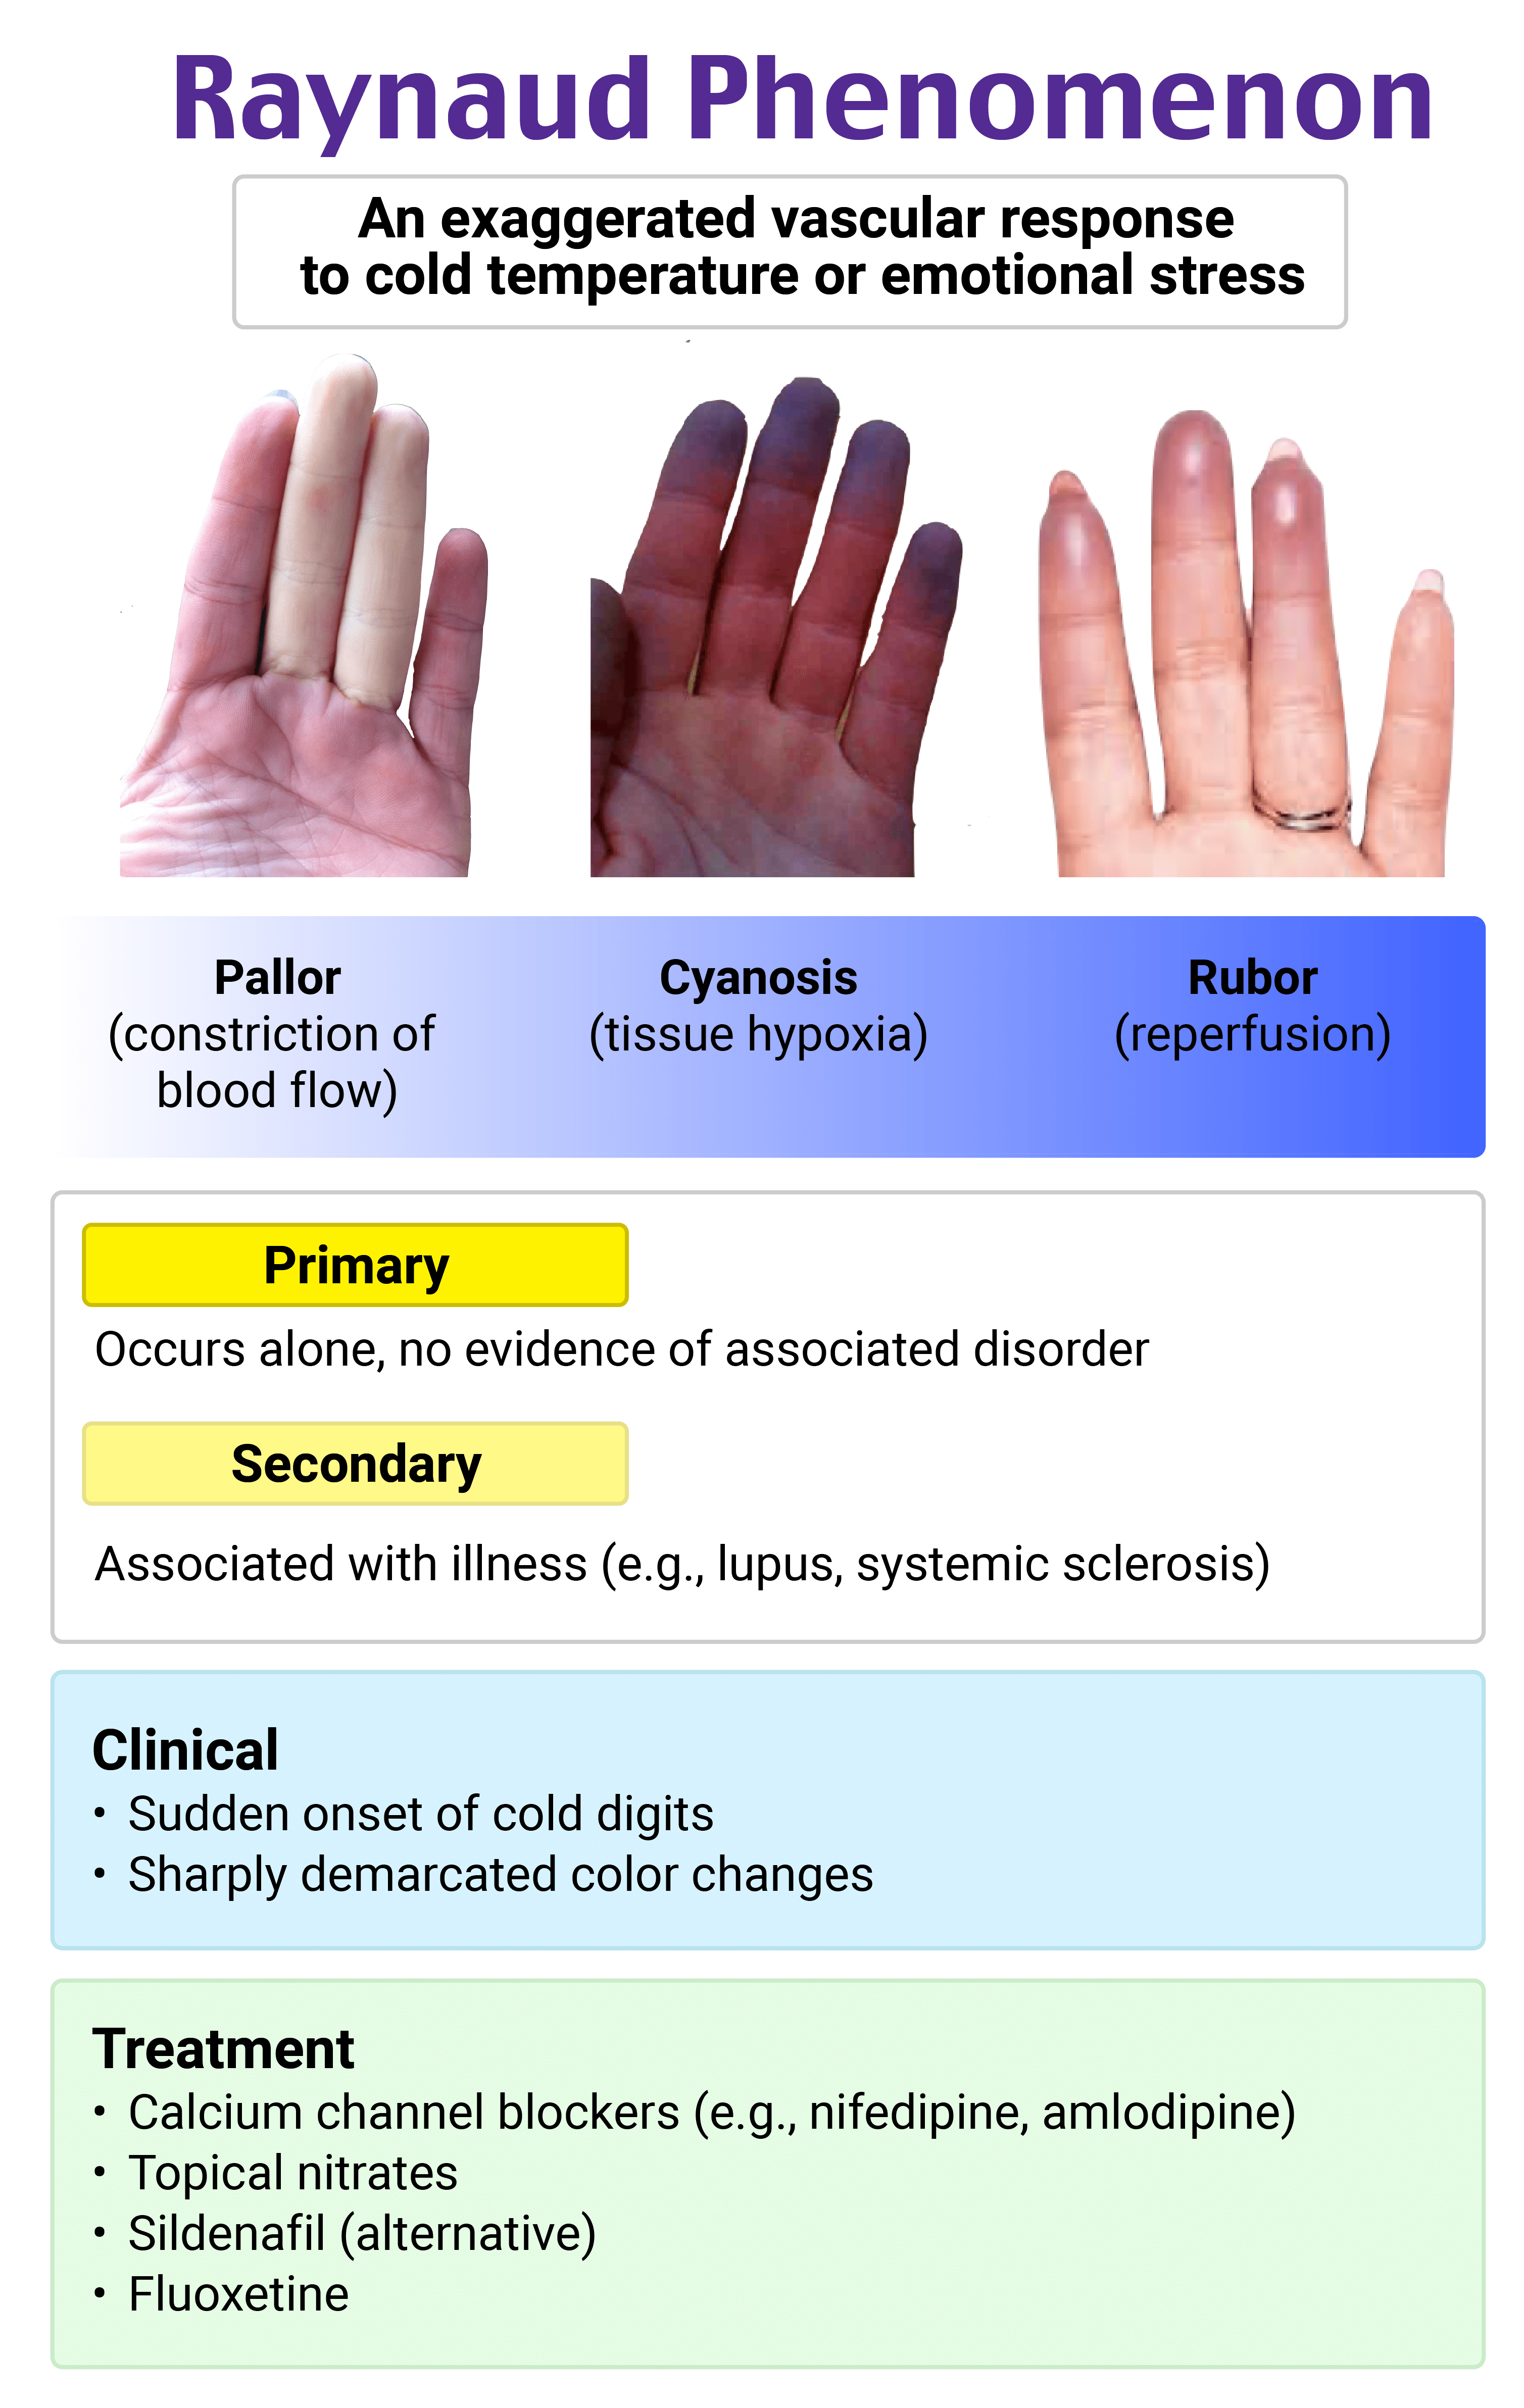 Raynaud Phenomenon
An exaggerated vascular response
to cold temperature or emotional stress
Pallor
(constriction of
blood flow)
Cyanosis
(tissue hypoxia)
Rubor
(reperfusion)
Primary
Occurs alone, no evidence of associated disorder
Secondary
Associated with illness (e.g., lupus, systemic sclerosis)
Clinical
• Sudden onset of cold digits
• Sharply demarcated color changes
Treatment
• Calcium channel blockers (e.g., nifedipine, amlodipine)
• Topical nitrates
• Sildenafil (alternative)
• Fluoxetine